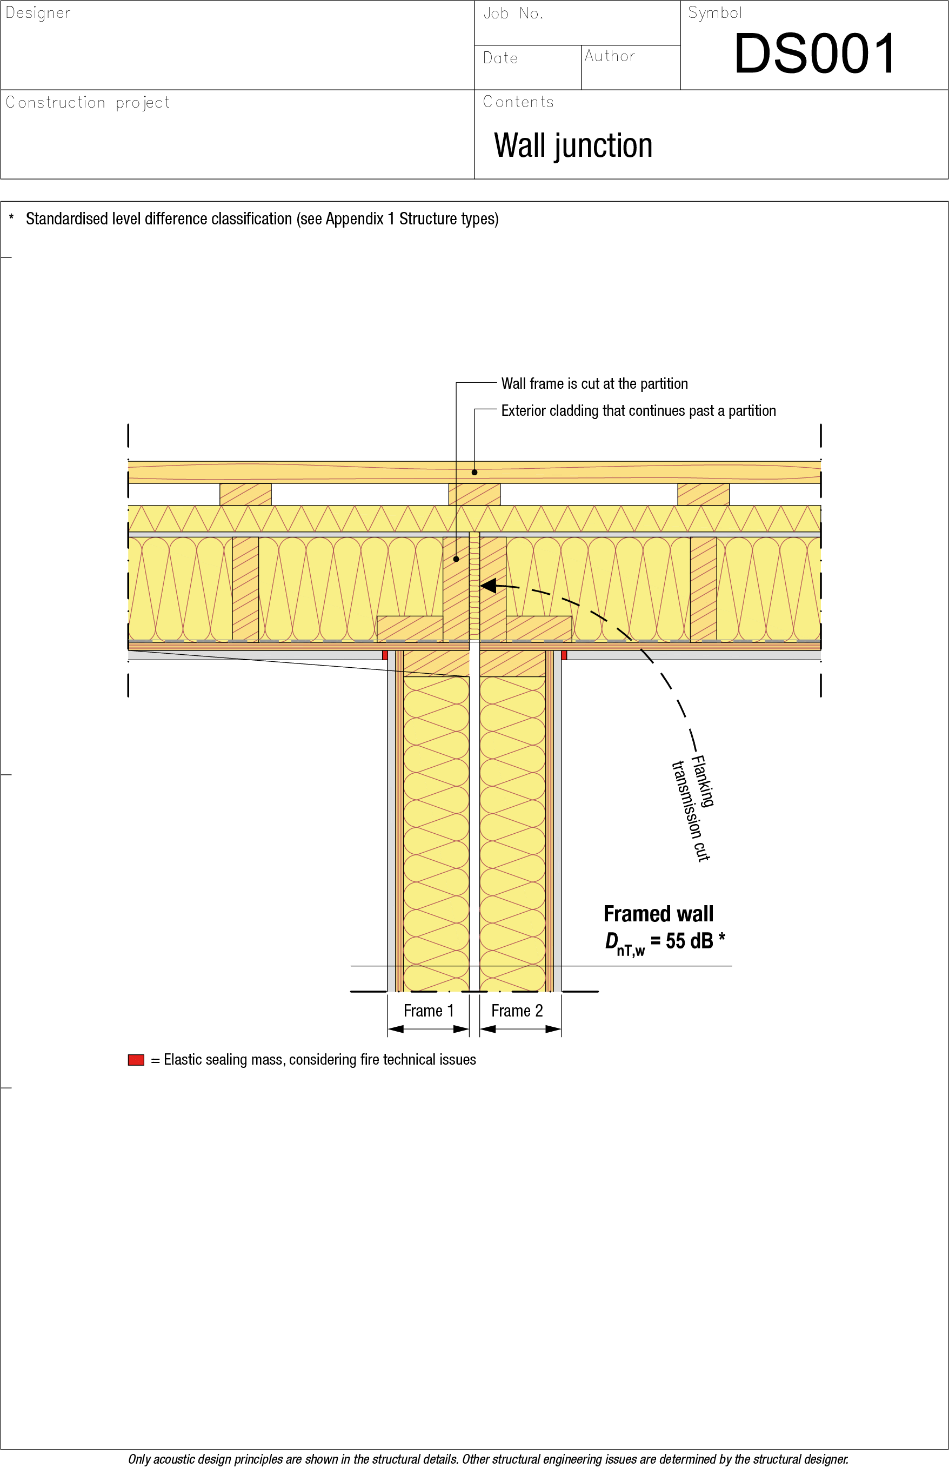 Designer
Job No.
Symbol
DS001
Date
Author
Construction project
Contents
Wall junction
* Standardised level difference classification (see Appendix 1 Structure types)
Wall frame is cut at the partition
Exterior cladding that continues past a partition
Flanking
transmission cut
Framed wall
DnT,w = 55 dB *
Frame 1
Frame 2
= Elastic sealing mass, considering fire technical issues
Only acoustic design principles are shown in the structural details. Other structural engineering issues are determined by the structural designer.